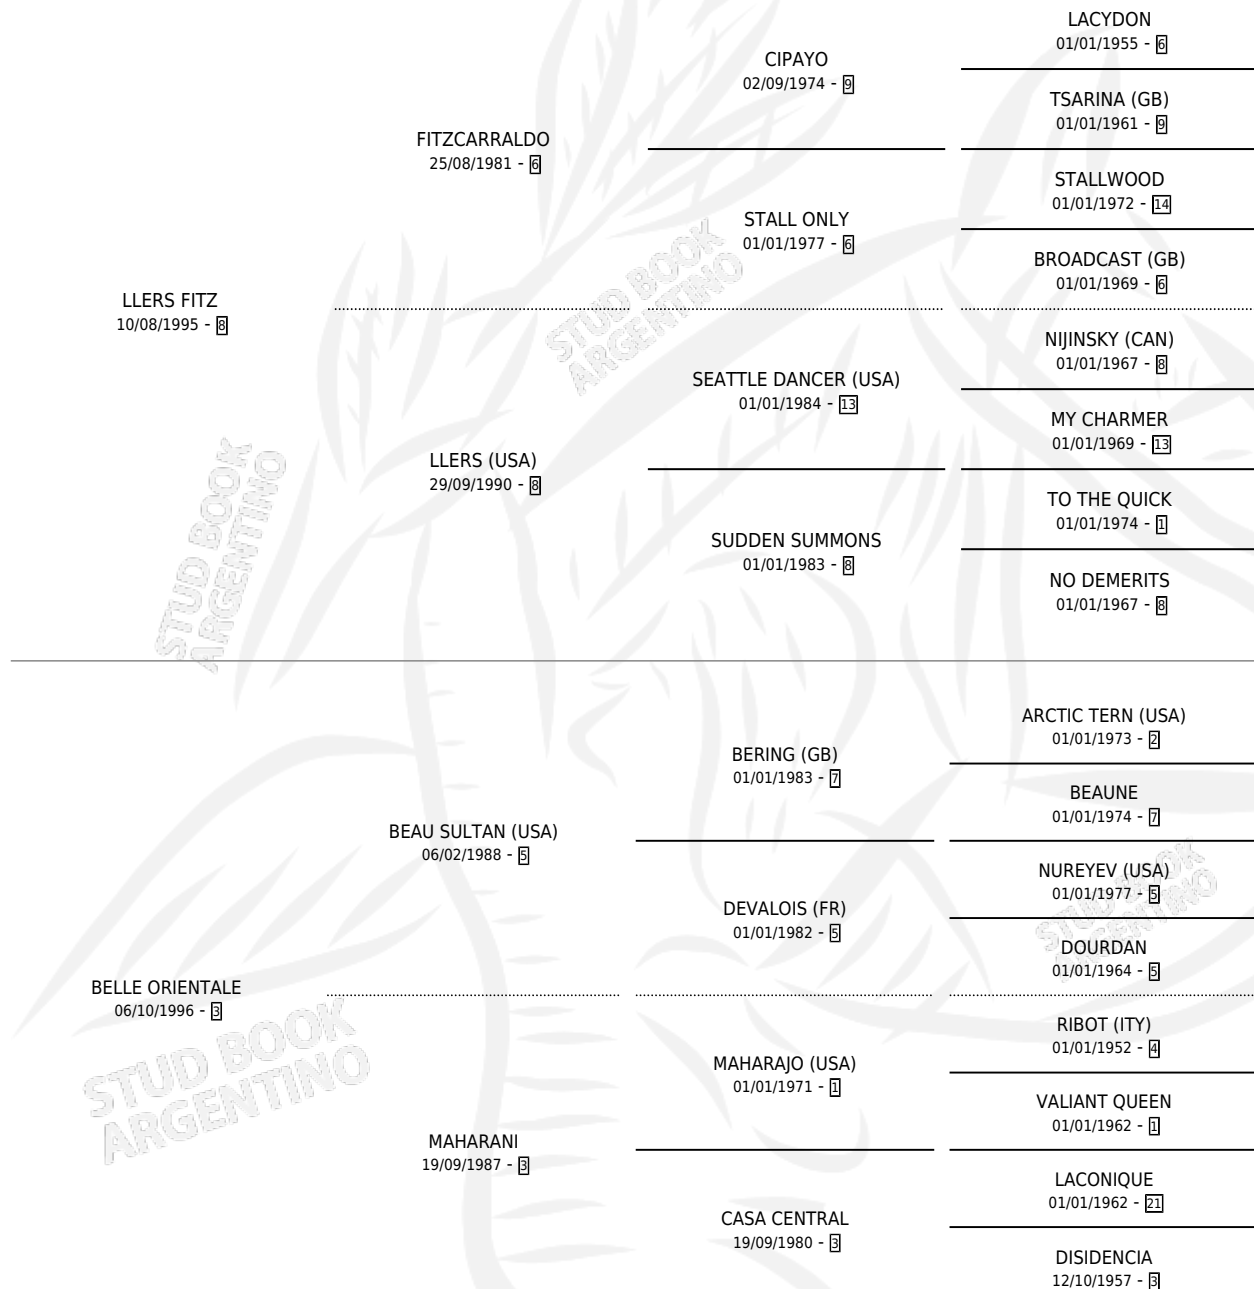 LACYDON
01/01/1955 - 6
CIPAYO
02/09/1974 - 9
TSARINA (GB)
01/01/1961 - 9
FITZCARRALDO
25/08/1981 - 6
STALLWOOD
01/01/1972 - 14
STALL ONLY
01/01/1977 - 6
BROADCAST (GB)
01/01/1969 - 6
LLERS FITZ
10/08/1995 - 8
NIJINSKY (CAN)
01/01/1967 - 8
SEATTLE DANCER (USA)
01/01/1984 - 13
MY CHARMER
01/01/1969 - 13
LLERS (USA)
29/09/1990 - 8
TO THE QUICK
01/01/1974 - 1
SUDDEN SUMMONS
01/01/1983 - 8
NO DEMERITS
01/01/1967 - 8
ARCTIC TERN (USA)
01/01/1973 - 2
BERING (GB)
01/01/1983 - 7
BEAUNE
01/01/1974 - 7
BEAU SULTAN (USA)
06/02/1988 - 5
NUREYEV (USA)
01/01/1977 - 5
DEVALOIS (FR)
01/01/1982 - 5
DOURDAN
01/01/1964 - 5
BELLE ORIENTALE
06/10/1996 - 3
RIBOT (ITY)
01/01/1952 - 4
MAHARAJO (USA)
01/01/1971 - 1
VALIANT QUEEN
01/01/1962 - 1
MAHARANI
19/09/1987 - 3
LACONIQUE
01/01/1962 - 21
CASA CENTRAL
19/09/1980 - 3
DISIDENCIA
12/10/1957 - 3
STUD BOOK
ARGENTINO
STUD BOOK
ARGENTINO
STUD BOOK
ARGENTINO
STUD BOOK
ARGENTINO